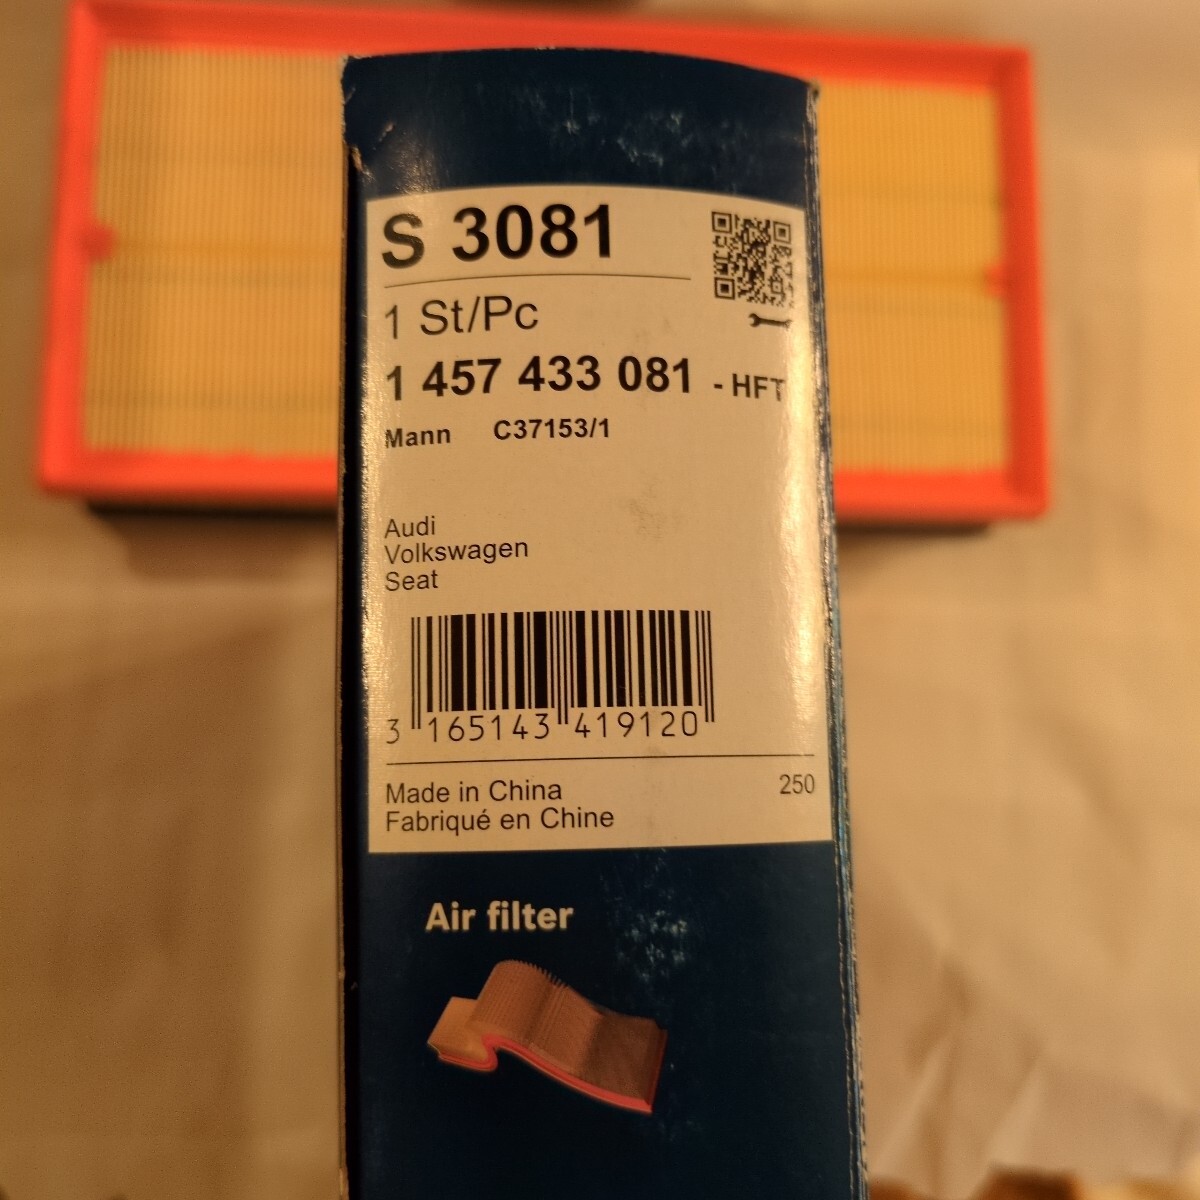 S 3081
1 St/Pc
1 457 433 081 - HFT
Mann C37153/1
Audi
Volkswagen
Seat
3 165143 419120
Made in China 250
Fabriqué en Chine
Air filter